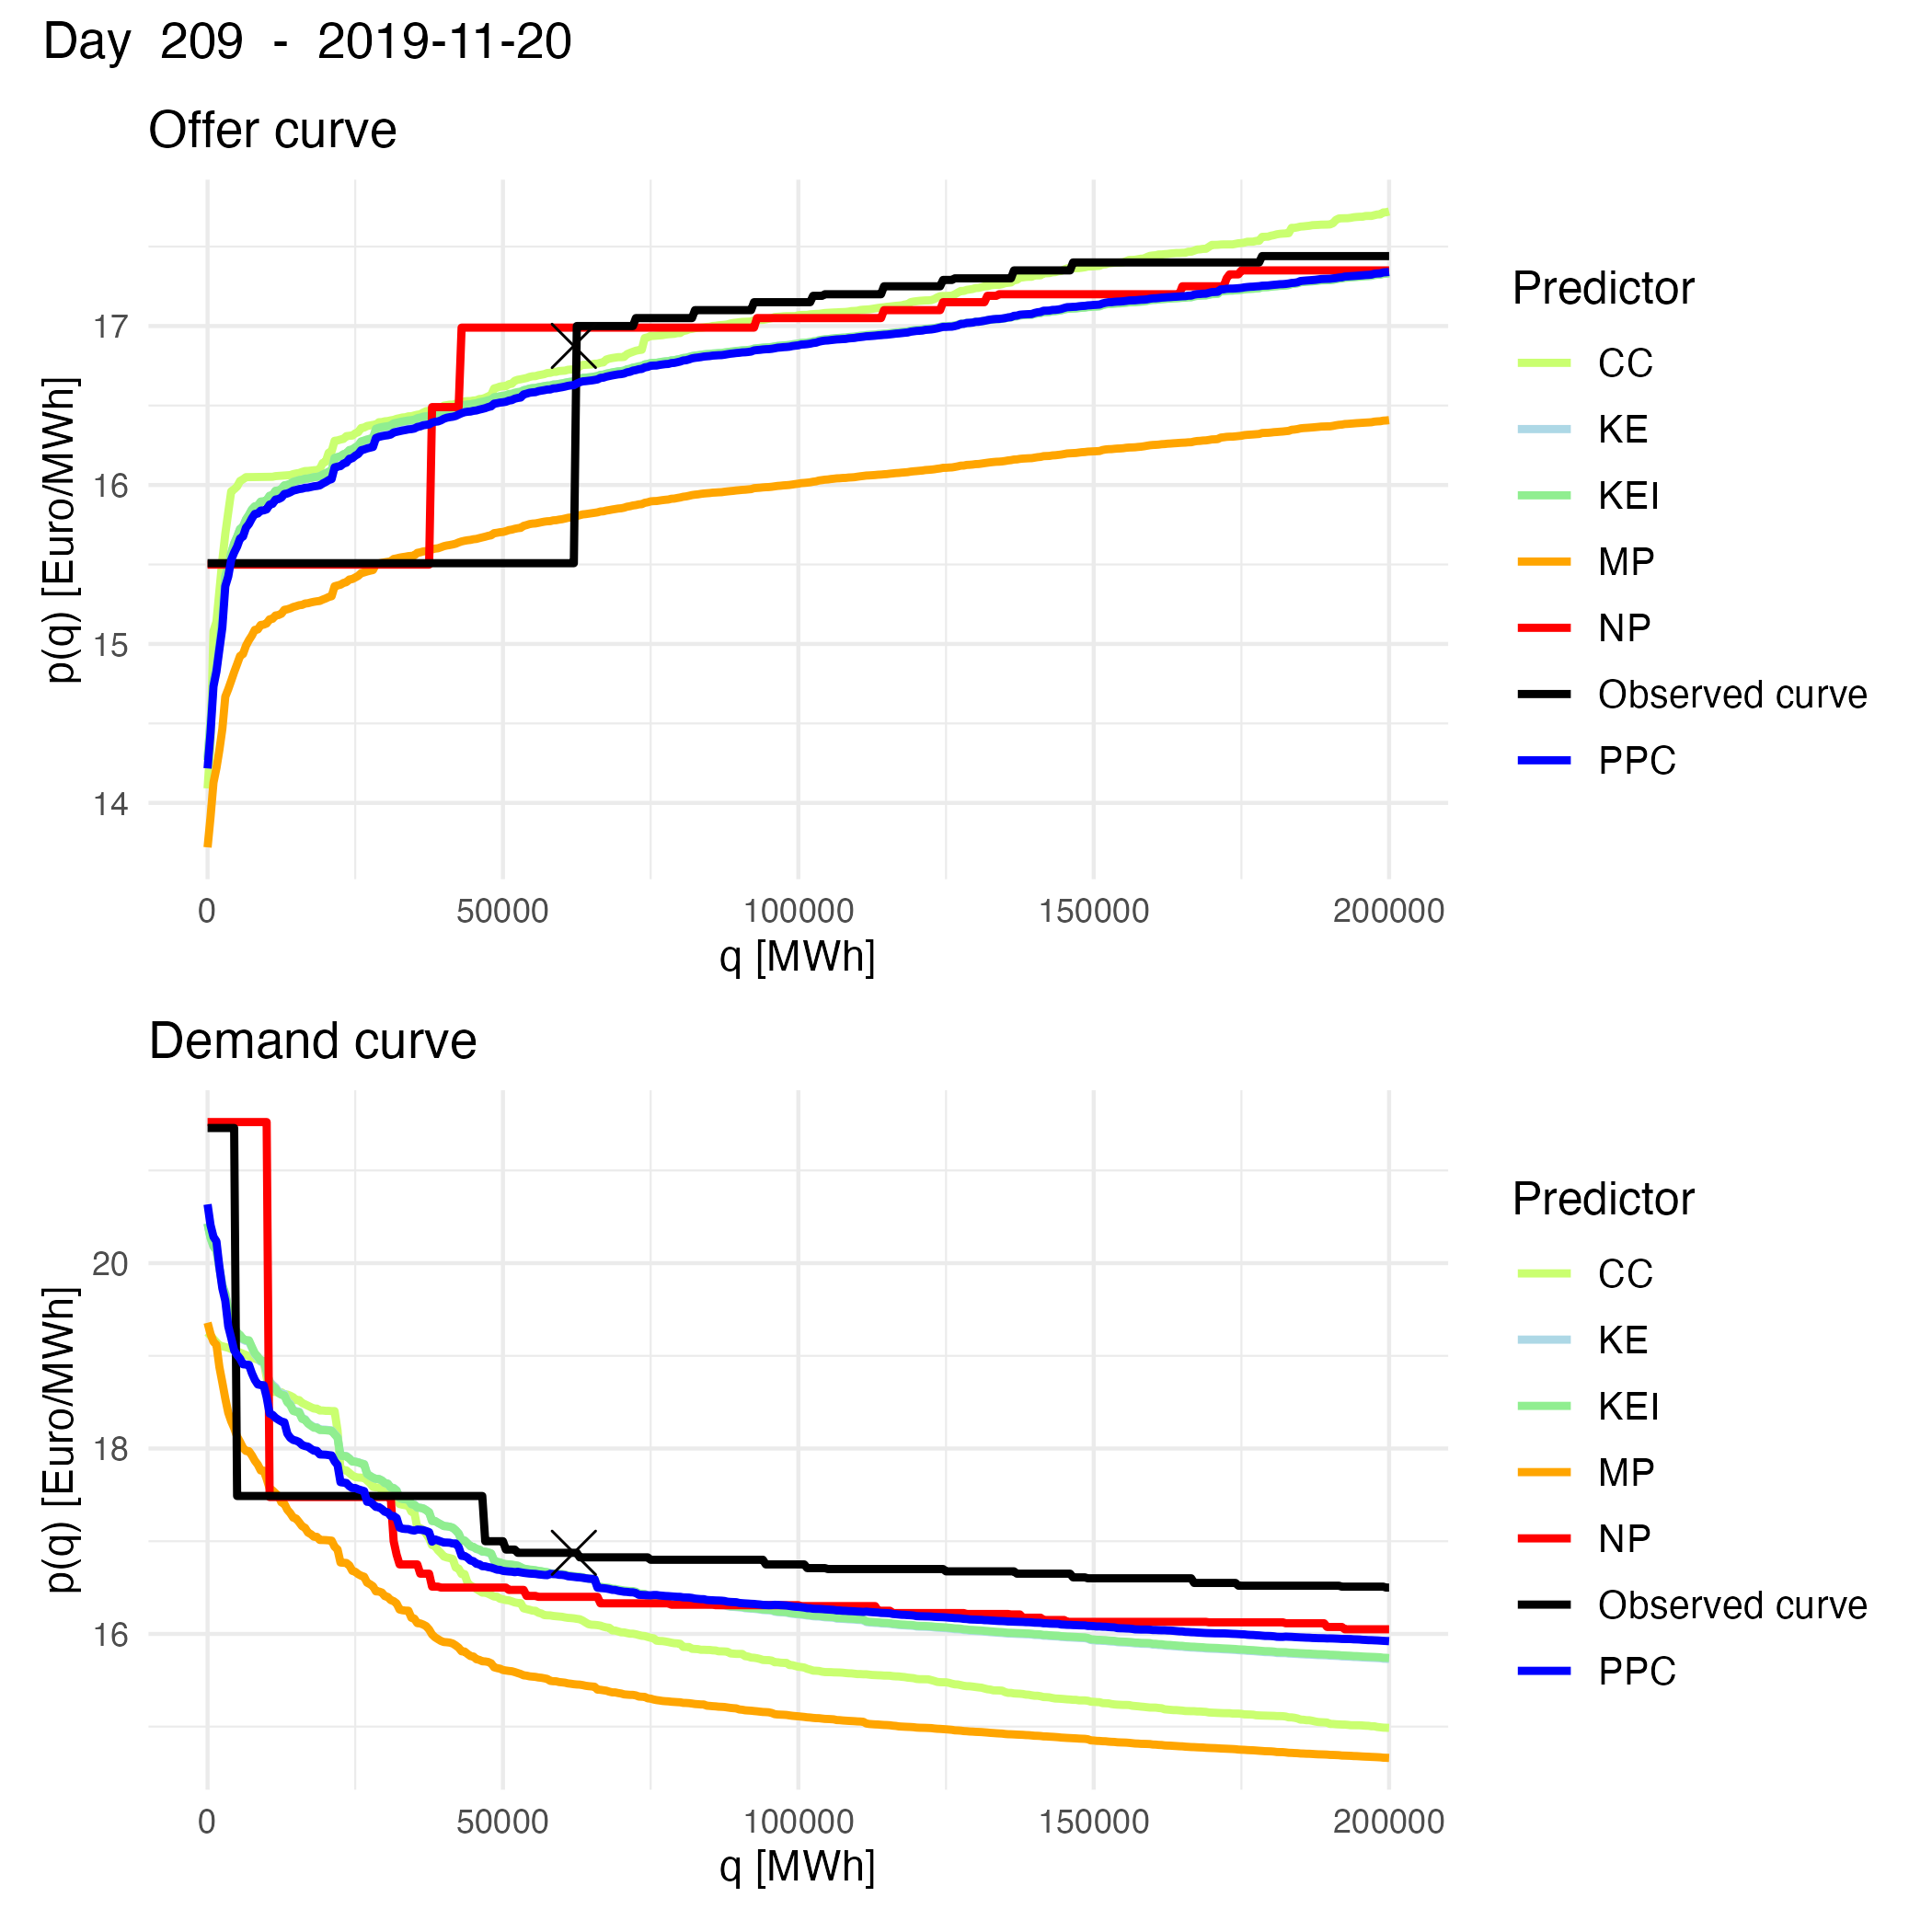 Day 209 - 2019-11-20
Offer curve
p(q) [Euro/MWh]
17
16
15
14
0
50000
100000
150000
200000
q [MWh]
Predictor
CC
KE
KEI
MP
NP
Observed curve
PPC
Demand curve
p(q) [Euro/MWh]
20
18
16
0
50000
100000
150000
200000
q [MWh]
Predictor
CC
KE
KEI
MP
NP
Observed curve
PPC